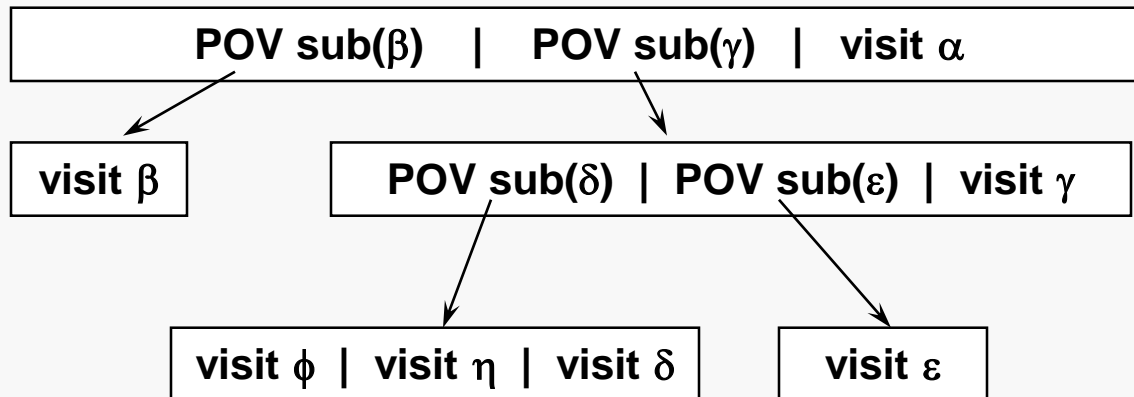 POV sub(β) | POV sub(γ) | visit α
visit β
POV sub(δ) | POV sub(ε) | visit γ
visit ϕ | visit η | visit δ
visit ε